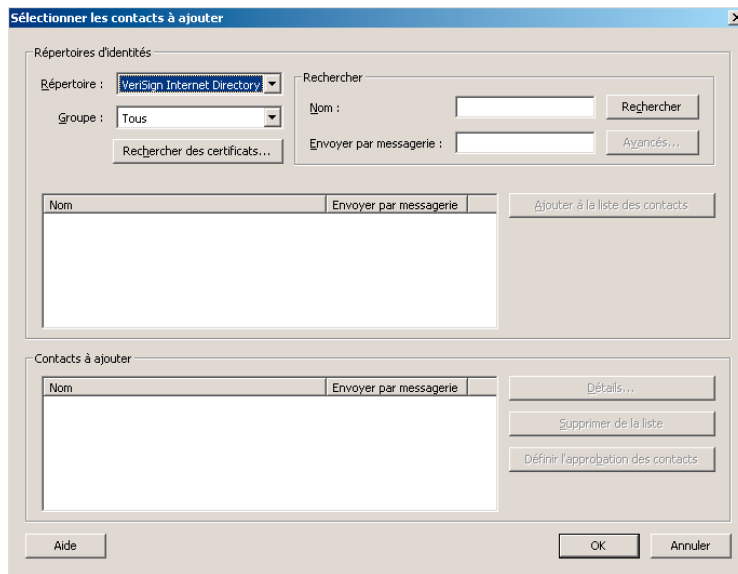 Sélectionner les contacts à ajouter
Répertoires d'identités
Répertoire : VeriSign Internet Directory
Groupe : Tous
Rechercher des certificats...
Rechercher
Nom : Rechercher
Envoyer par messagerie : Avancés...
Nom Envoyer par messagerie
Ajouter à la liste des contacts
Contacts à ajouter
Nom Envoyer par messagerie
Détails...
Supprimer de la liste
Définir l'approbation des contacts
Aide OK Annuler